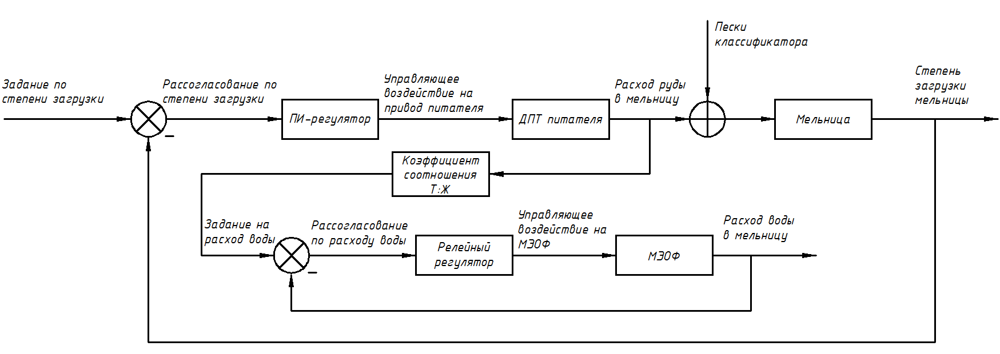 Пески
классификатора
Задание по
степени загрузки
Рассогласование по
степени загрузки
ПИ-регулятор
Управляющее
воздействие на
привод питателя
ДПТ питателя
Расход руды
в мельницу
Мельница
Степень
загрузки
мельницы
–
Коэффициент
соотношения
Т:Ж
Задание на
расход воды
Рассогласование
по расходу воды
Релейный
регулятор
Управляющее
воздействие на
МЭОФ
МЭОФ
Расход воды
в мельницу
–